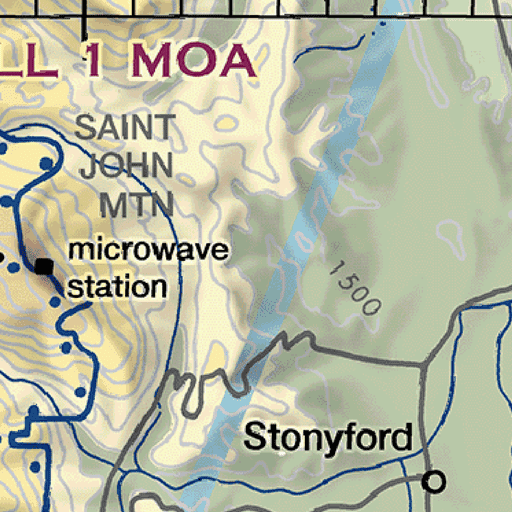 LL 1 MOA
SAINT
JOHN
MTN
microwave
station
1500
Stonyford